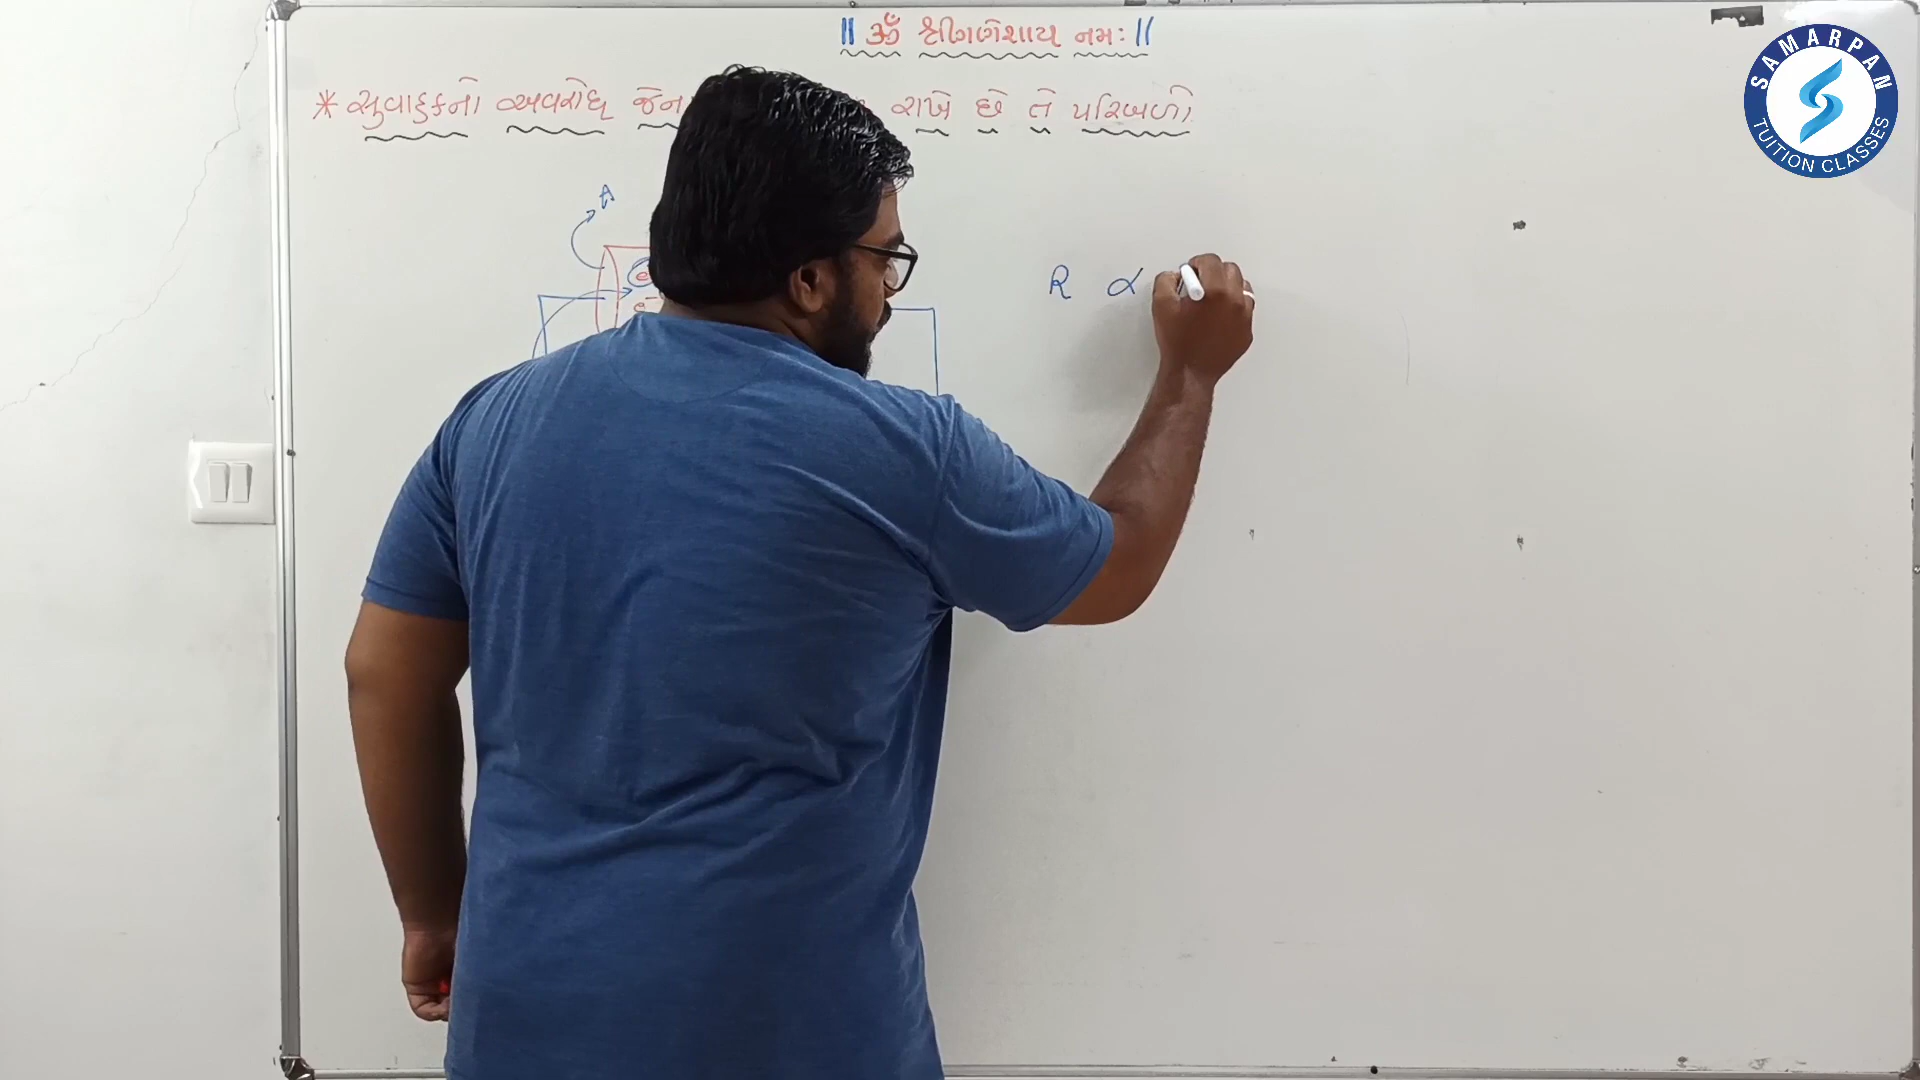 || ॐ શ્રીગણેશાય નમઃ ||
* સુવાહકનો અવરોધ જેના રાખે છે તે પરિબળો
A
e
e⁻
R ∝
SAMARPAN
TUITION CLASSES